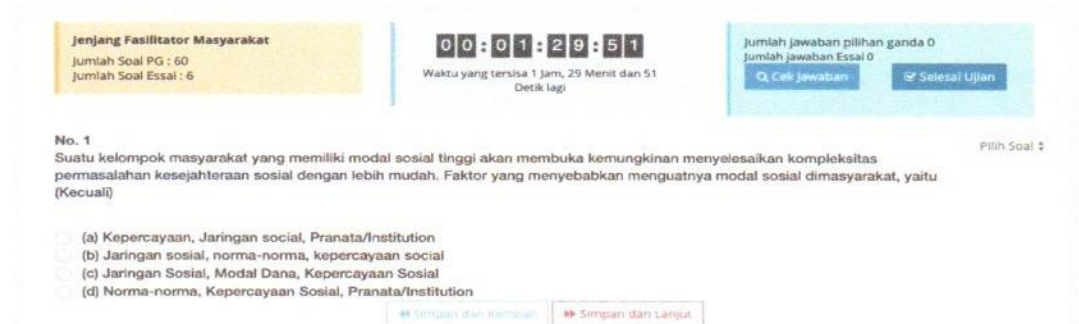 Jenjang Fasilitator Masyarakat
Jumlah Soal PG : 60
Jumlah Soal Essai : 6
00:01:29:51
Waktu yang tersisa 1 Jam, 29 Menit dan 51
Detik lagi
Jumlah jawaban pilihan ganda 0
Jumlah jawaban Essai 0
Cek Jawaban
Selesai Ujian
No. 1
Pilih Soal
Suatu kelompok masyarakat yang memiliki modal sosial tinggi akan membuka kemungkinan menyelesaikan kompleksitas
permasalahan kesejahteraan sosial dengan lebih mudah. Faktor yang menyebabkan menguatnya modal sosial dimasyarakat, yaitu
(Kecuali)
(a) Kepercayaan, Jaringan social, Pranata/Institution
(b) Jaringan sosial, norma-norma, kepercayaan social
(c) Jaringan Sosial, Modal Dana, Kepercayaan Sosial
(d) Norma-norma, Kepercayaan Sosial, Pranata/Institution
Simpan dan Kembali
Simpan dan Lanjut